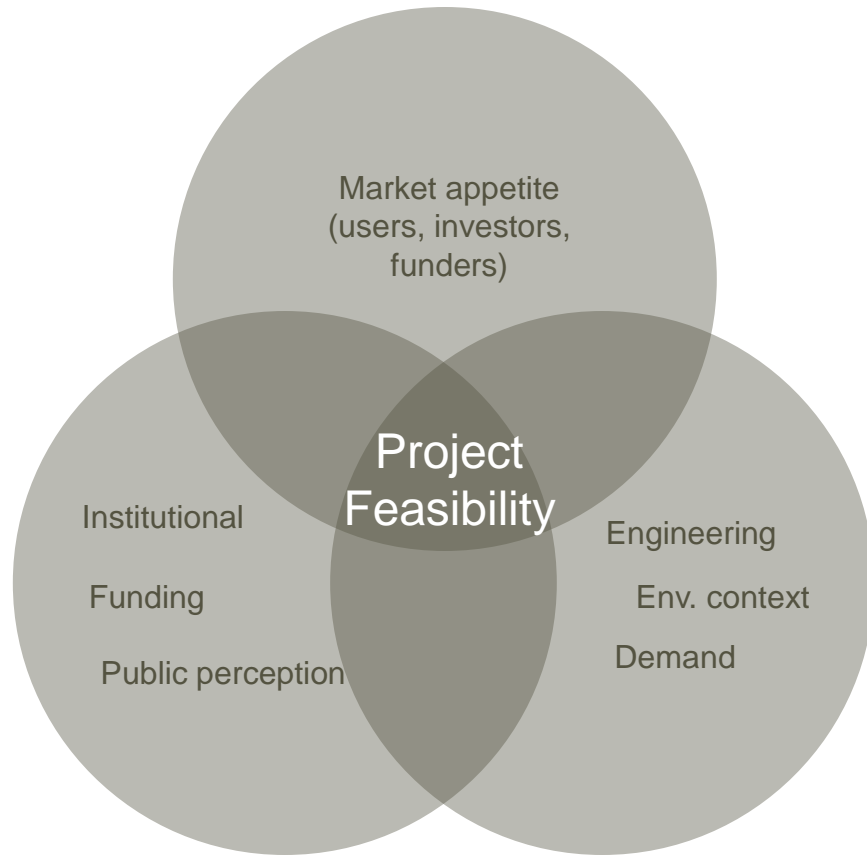 Market appetite
(users, investors,
funders)
Project
Feasibility
Institutional
Funding
Public perception
Engineering
Env. context
Demand